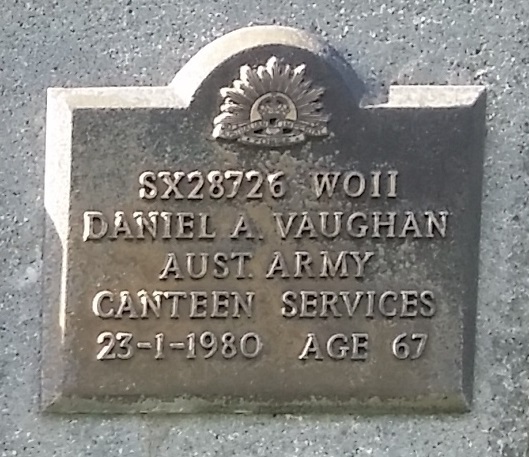 SX28726 WOII
DANIEL A. VAUGHAN
AUST. ARMY
CANTEEN SERVICES
23-1-1980 AGE 67